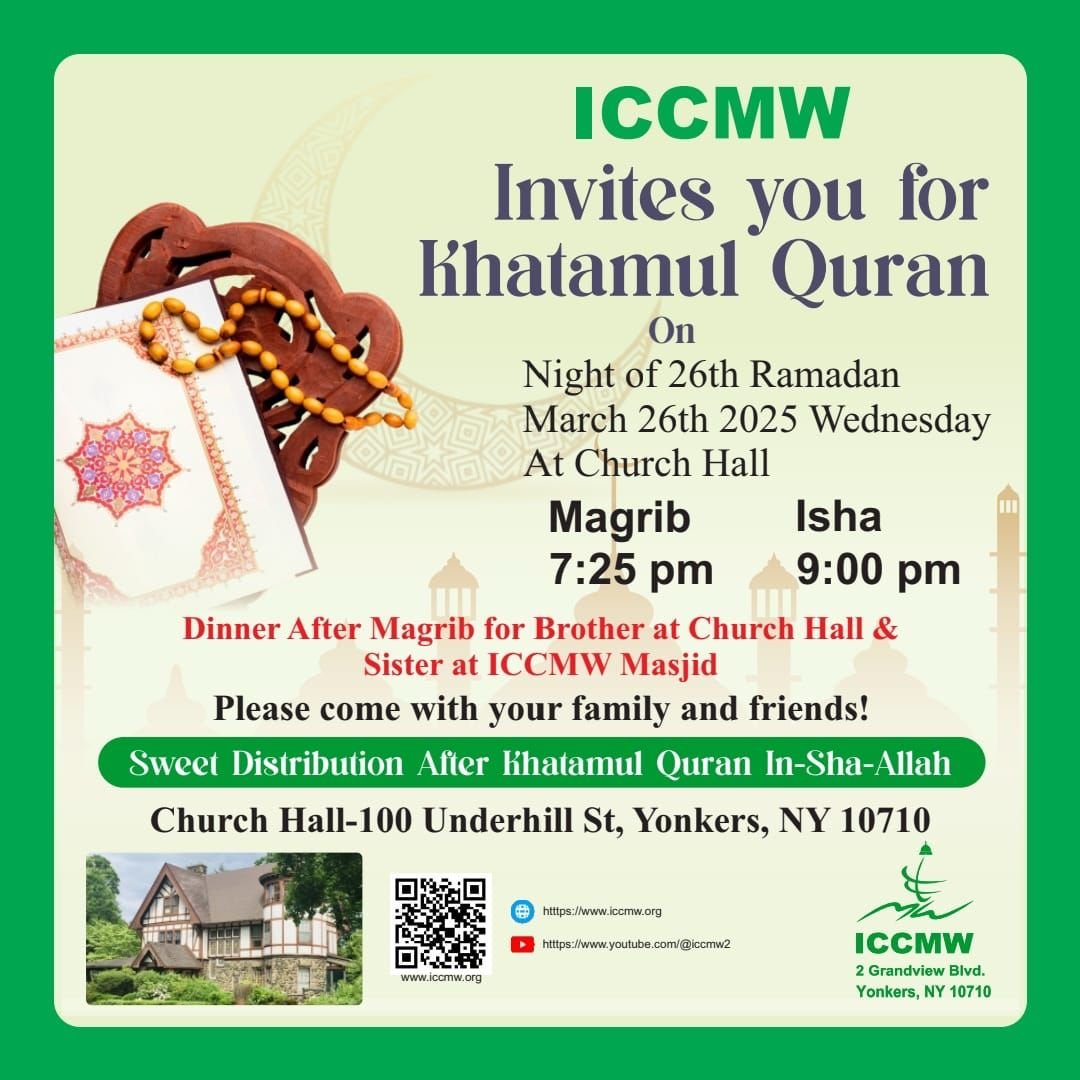 ICCMW
Invites you for
Khatamul Quran
On
Night of 26th Ramadan
March 26th 2025 Wednesday
At Church Hall
Magrib Isha
7:25 pm 9:00 pm
Dinner After Magrib for Brother at Church Hall &
Sister at ICCMW Masjid
Please come with your family and friends!
Sweet Distribution After Khatamul Quran In-Sha-Allah
Church Hall-100 Underhill St, Yonkers, NY 10710
www.iccmw.org
htttps://www.iccmw.org
https://www.youtube.com/@iccmw2
ICCMW
2 Grandview Blvd.
Yonkers, NY 10710